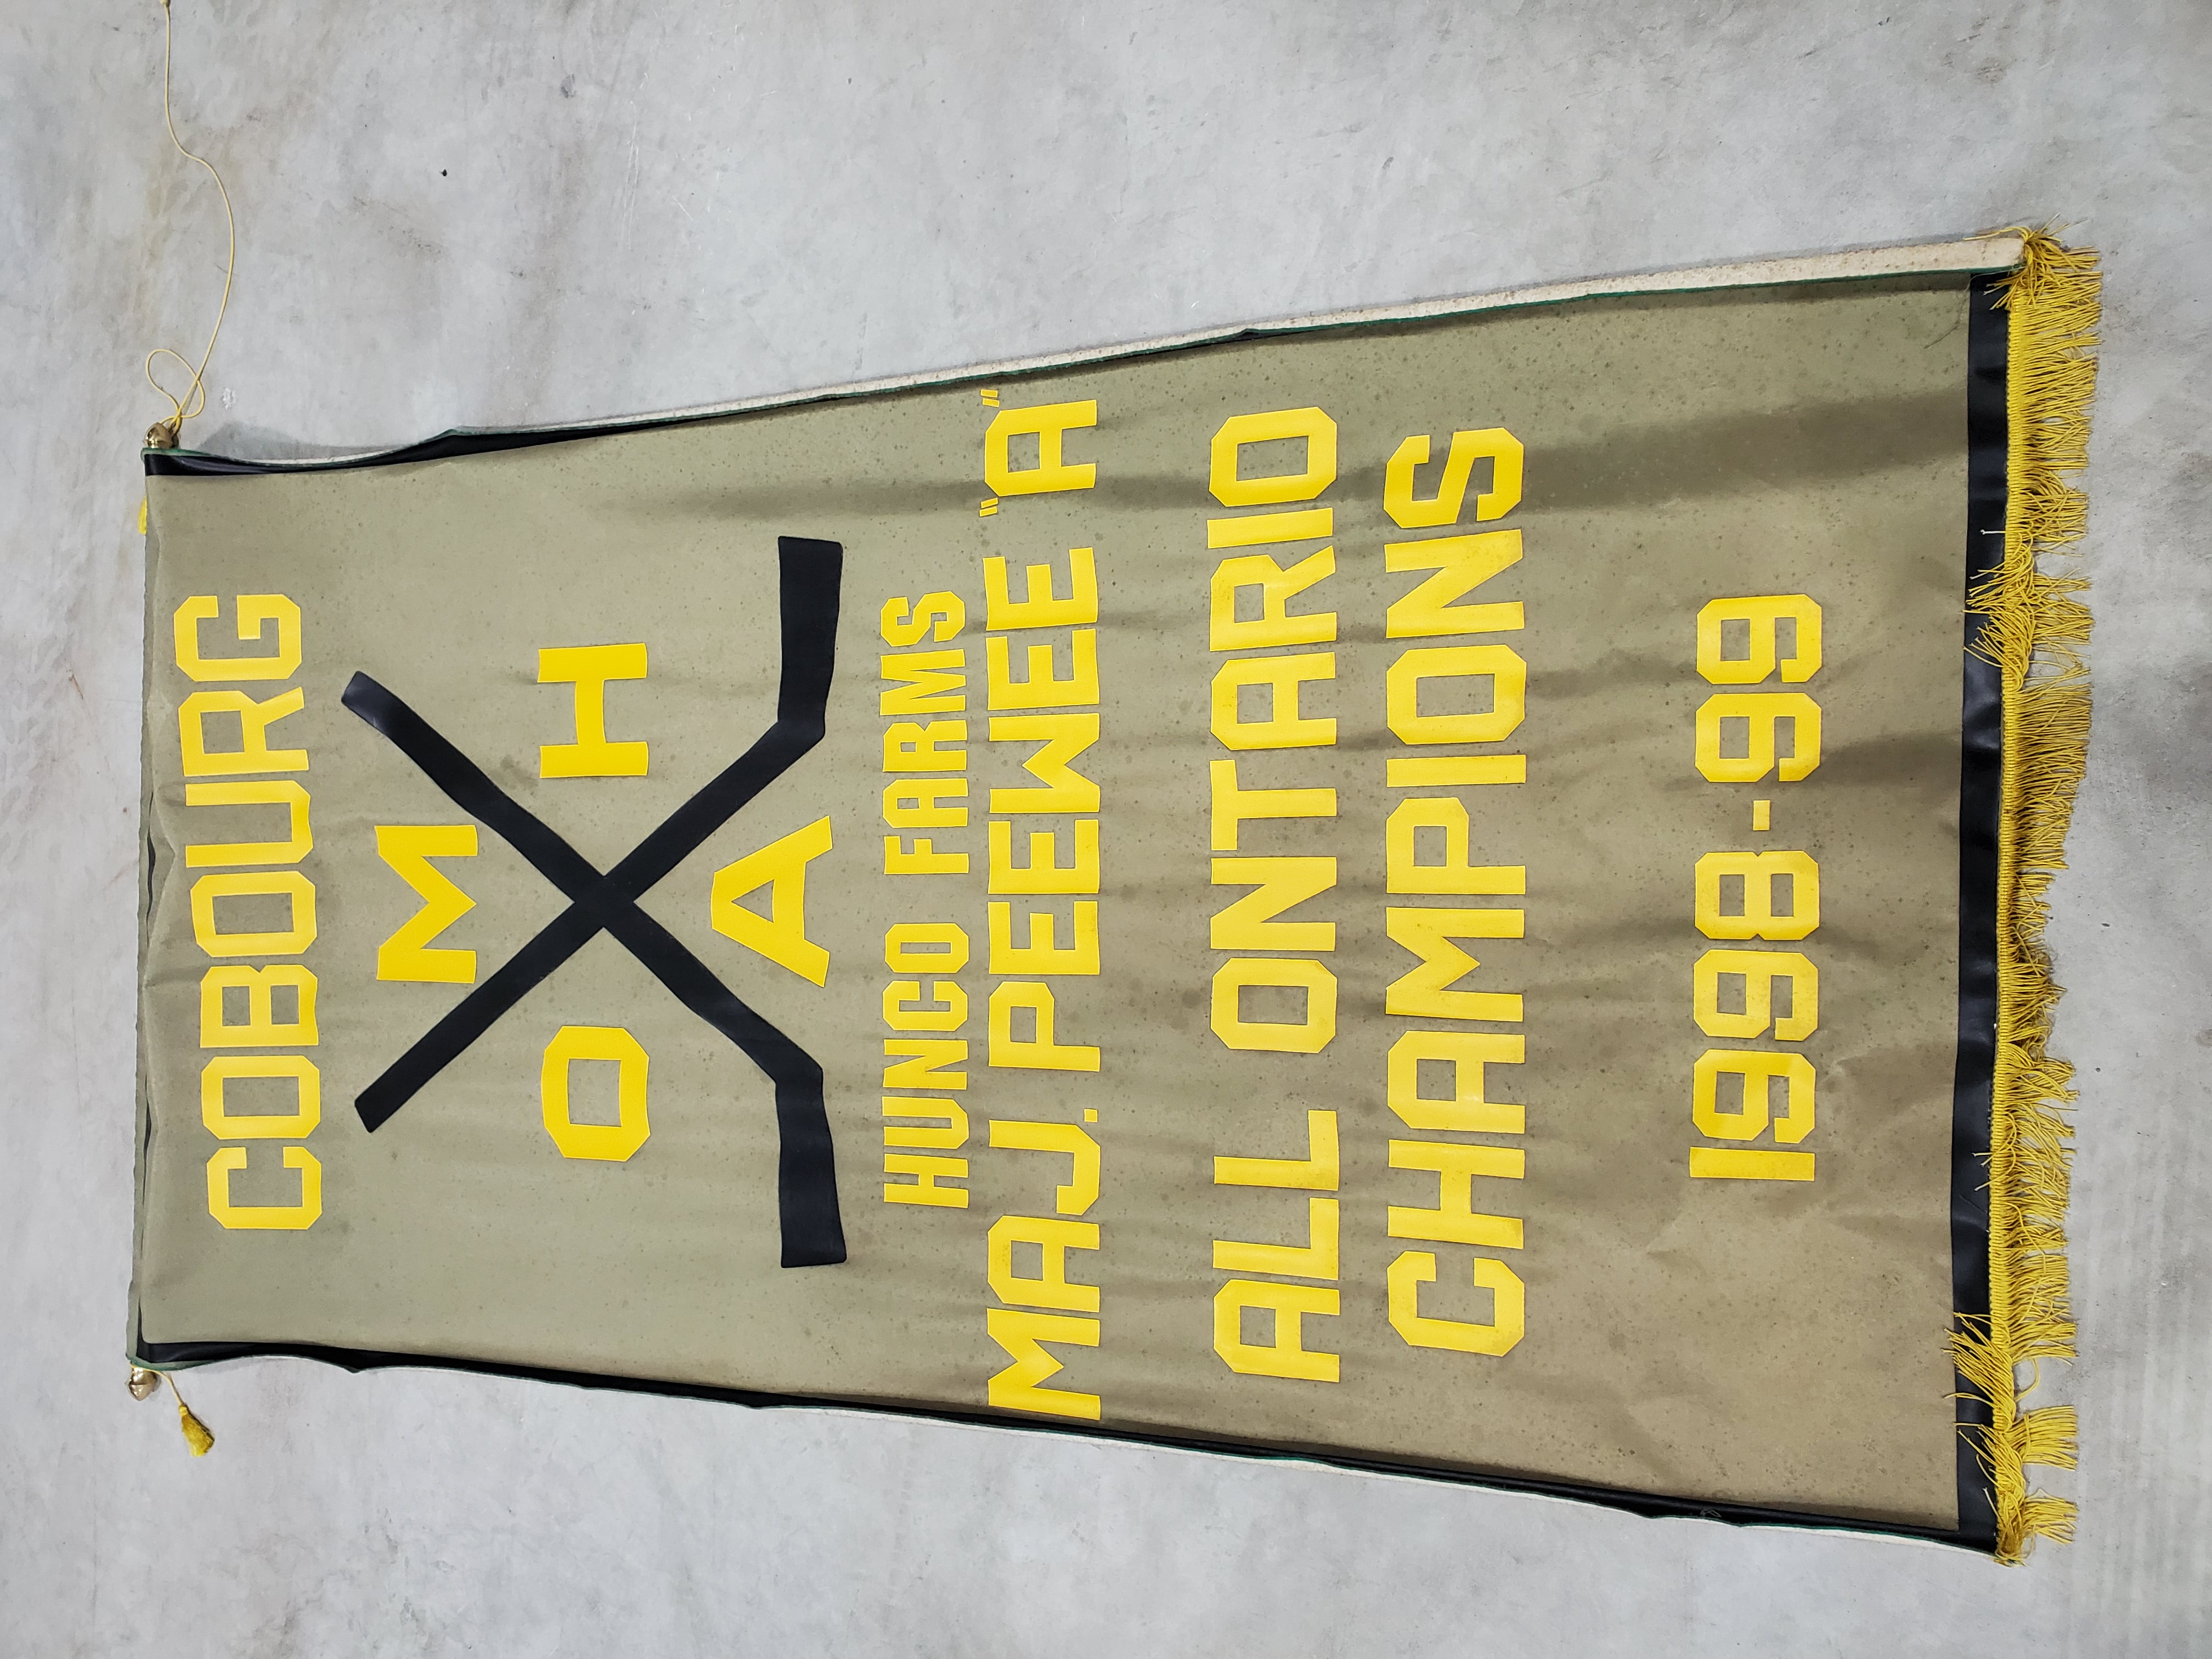 COBOURG
M
O H
A
HUNCO FARMS
MAJ. PEEWEE "A"
ALL ONTARIO
CHAMPIONS
1998-99